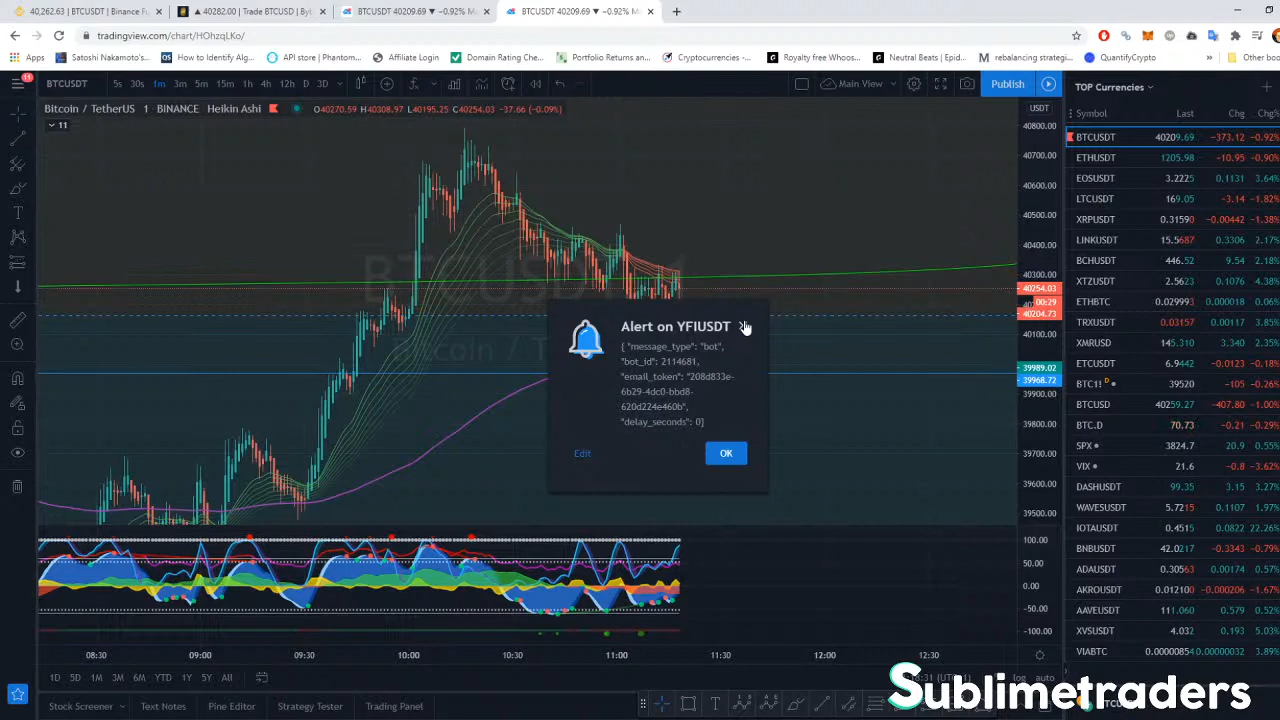 40,262.63 | BTCUSDT | Binance Fu
▲ 40282.00 | Trade BTCUSD | Byb
BTCUSDT 40209.69 ▼ −0.92% M
BTCUSDT 40209.69 ▼ −0.92% M
tradingview.com/chart/HOhzqLKo/
Apps
Satoshi Nakamoto's...
How to Identify Alg...
API store | Phantom...
Affiliate Login
Domain Rating Che...
Portfolio Returns an...
Cryptocurrencies -...
Royalty free Whoos...
Neutral Beats | Epid...
rebalancing strategi...
QuantifyCrypto
»
Other boo
11
BTCUSDT
5s 30s 1m 3m 5m 15m 1h 4h 12h D 3D
Main View
Publish
TOP Currencies
Bitcoin / TetherUS 1 BINANCE Heikin Ashi
O40270.59 H40308.97 L40195.25 C40254.03 −37.66 (−0.09%)
11
USDT
40800.00
40700.00
40600.00
40500.00
40400.00
40300.00
40254.03
00:29
40204.73
40100.00
39989.02
39968.72
39900.00
39800.00
39700.00
39600.00
39500.00
100.00
50.00
0.00
-50.00
-100.00
Alert on YFIUSDT
{ "message_type": "bot",
"bot_id": 2114681,
"email_token": "208d833e-
6b29-4dc0-bbd8-
620d224e460b",
"delay_seconds": 0}
Edit
OK
Symbol Last Chg Chg%
BTCUSDT 40209.69 −373.12 −0.92%
ETHUSDT 1205.98 −10.95 −0.90%
EOSUSDT 3.2225 0.1131 3.64%
LTCUSDT 169.05 −3.14 −1.82%
XRPUSDT 0.31590 −0.00442 −1.38%
LINKUSDT 15.5687 0.3306 2.17%
BCHUSDT 446.52 9.54 2.18%
XTZUSDT 2.5623 0.1076 4.38%
ETHBTC 0.029993 0.000018 0.06%
TRXUSDT 0.03157 0.00117 3.85%
XMRUSD 145.310 3.340 2.35%
ETCUSDT 6.9442 −0.0123 −0.18%
BTC1! D 39520 −105 −0.26%
BTCUSD 40259.27 −407.80 −1.00%
BTC.D 70.73 −0.21 −0.29%
SPX 3824.7 20.9 0.55%
VIX 21.6 −0.8 −3.62%
DASHUSDT 99.35 3.15 3.27%
WAVESUSDT 5.7215 0.1107 1.97%
IOTAUSDT 0.4515 0.0822 22.26%
BNBUSDT 42.0217 −0.3343 −0.79%
ADAUSDT 0.30563 0.00174 0.57%
AKROUSDT 0.012100 −0.000206 −1.67%
AAVEUSDT 111.060 0.579 0.52%
XVSUSDT 4.032 0.193 5.03%
VIABTC 0.00000854 0.00000032 3.89%
08:30 09:00 09:30 10:00 10:30 11:00 11:30 12:00 12:30
1D 5D 1M 3M 6M YTD 1Y 5Y All
log auto
Stock Screener
Text Notes
Pine Editor
Strategy Tester
Trading Panel
Sublimetraders